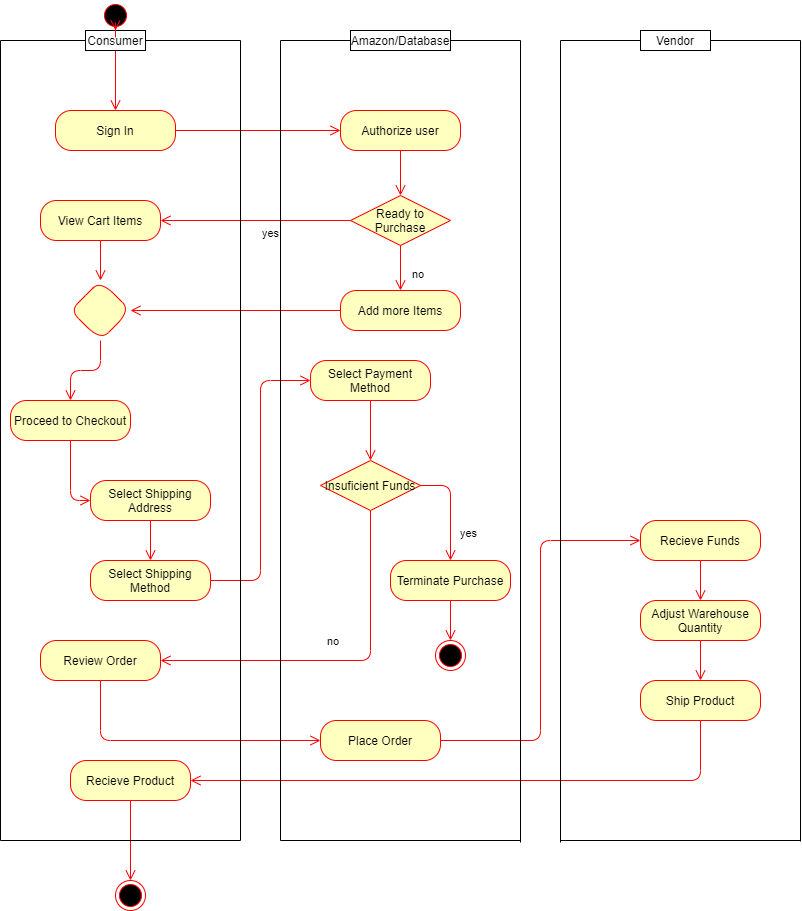 Consumer
Amazon/Database
Vendor
Sign In
Authorize user
View Cart Items
Ready to
Purchase
yes
no
Add more Items
Select Payment
Method
Proceed to Checkout
Insuficient Funds
Select Shipping
Address
yes
Recieve Funds
Select Shipping
Method
Terminate Purchase
Adjust Warehouse
Quantity
no
Review Order
Ship Product
Place Order
Recieve Product